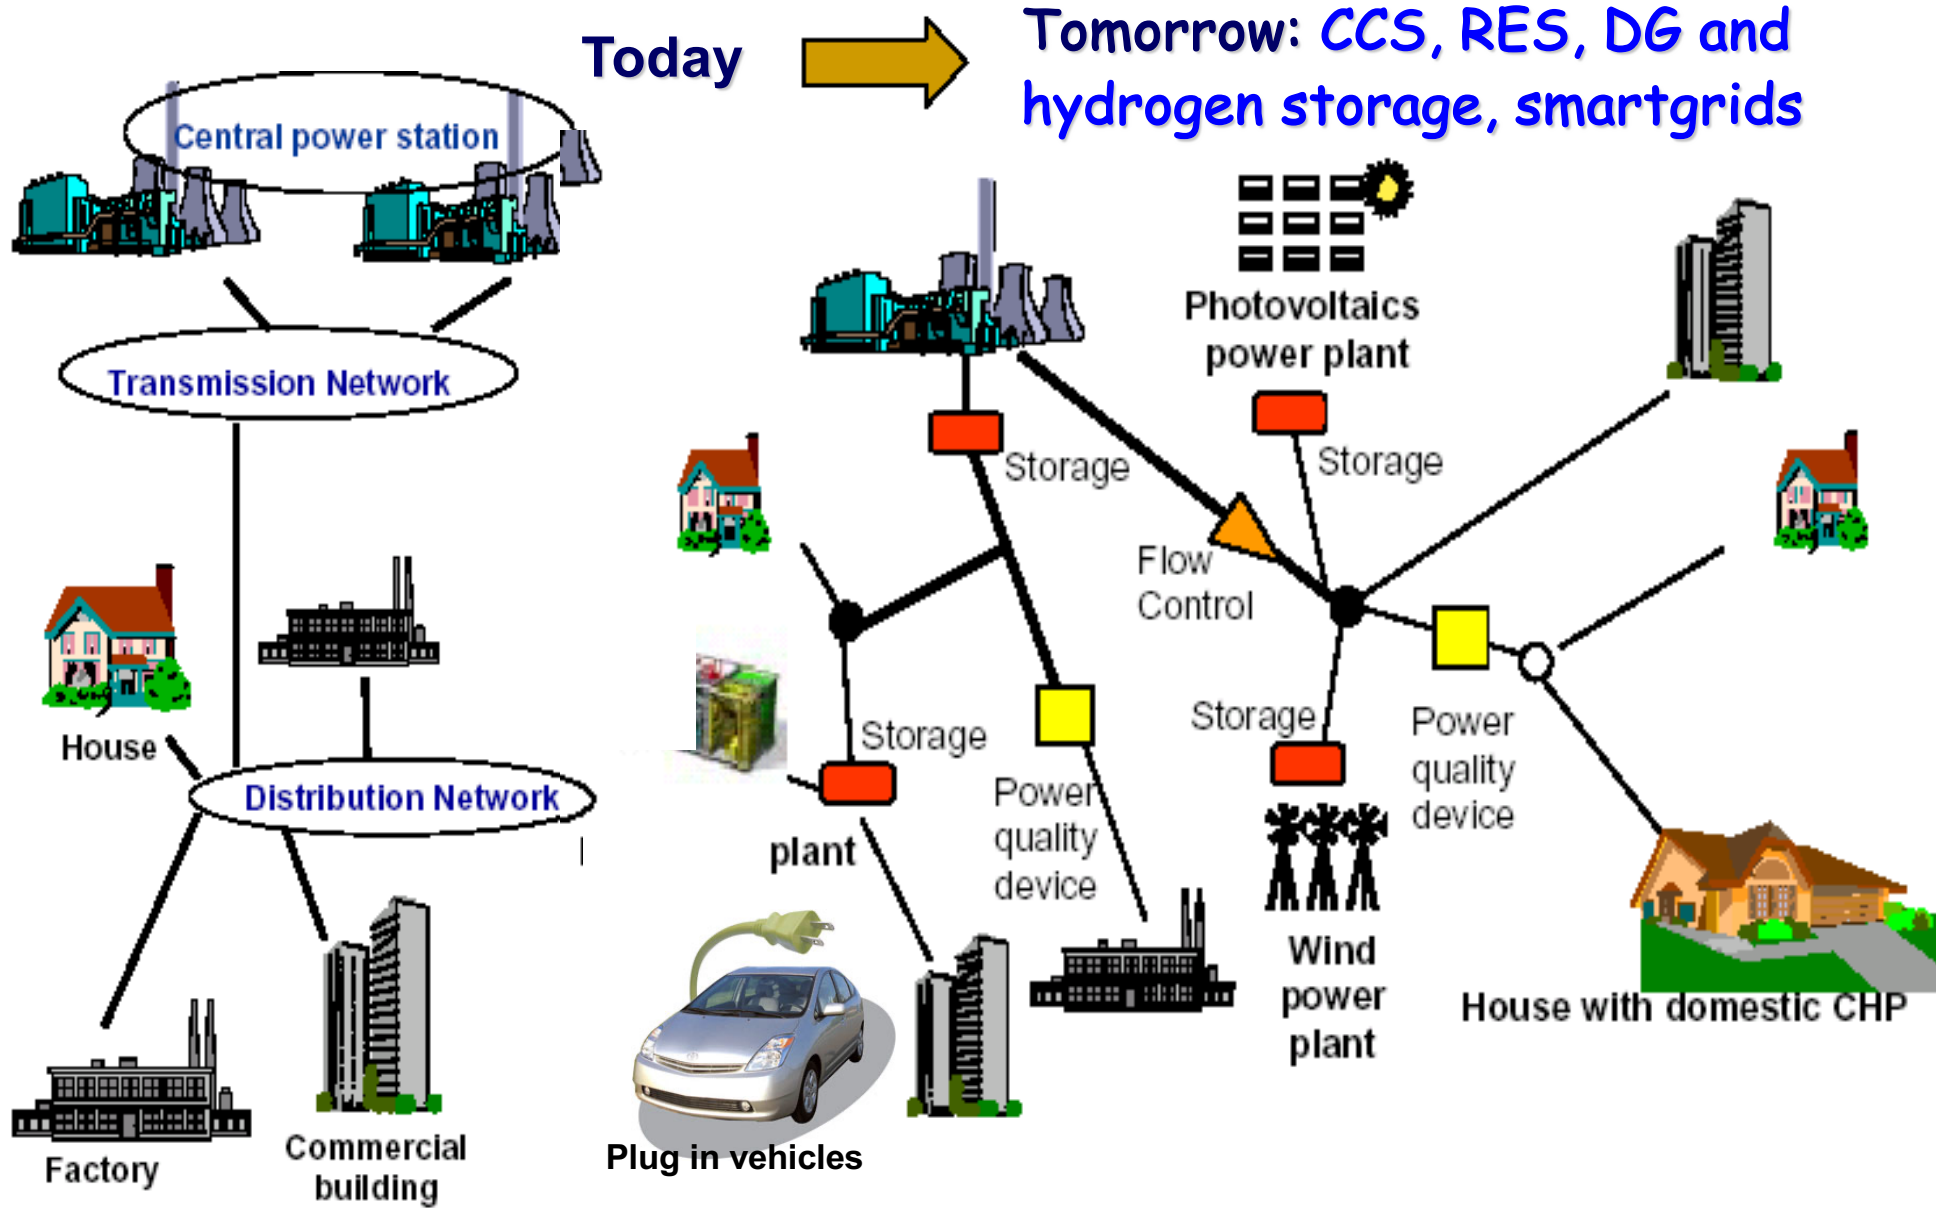 Today
Tomorrow: CCS, RES, DG and
hydrogen storage, smartgrids
Central power station
Transmission Network
House
Distribution Network
Factory
Commercial
building
Photovoltaics
power plant
Storage
Storage
Flow
Control
Storage
plant
Power
quality
device
Storage
Power
quality
device
Wind
power
plant
House with domestic CHP
Plug in vehicles